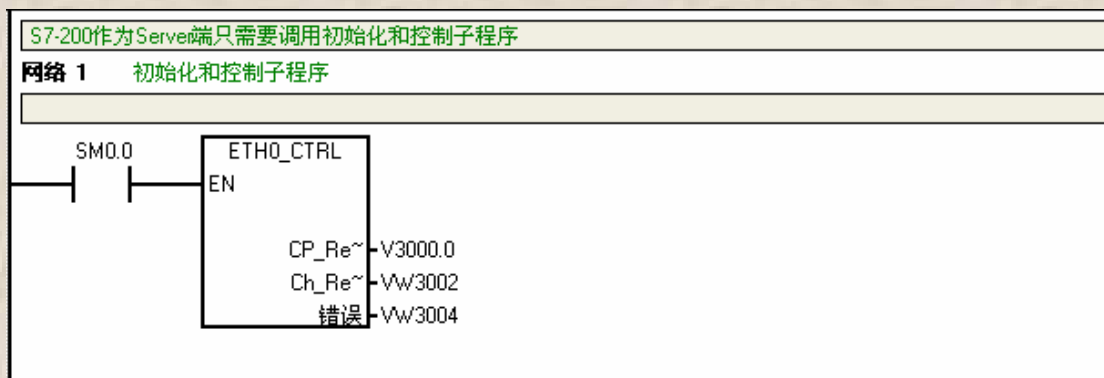 S7-200作为Server端只需要调用初始化和控制子程序
网络 1 初始化和控制子程序
SM0.0 ETH0_CTRL
EN
CP_Re~ V3000.0
Ch_Re~ VW3002
错误 VW3004